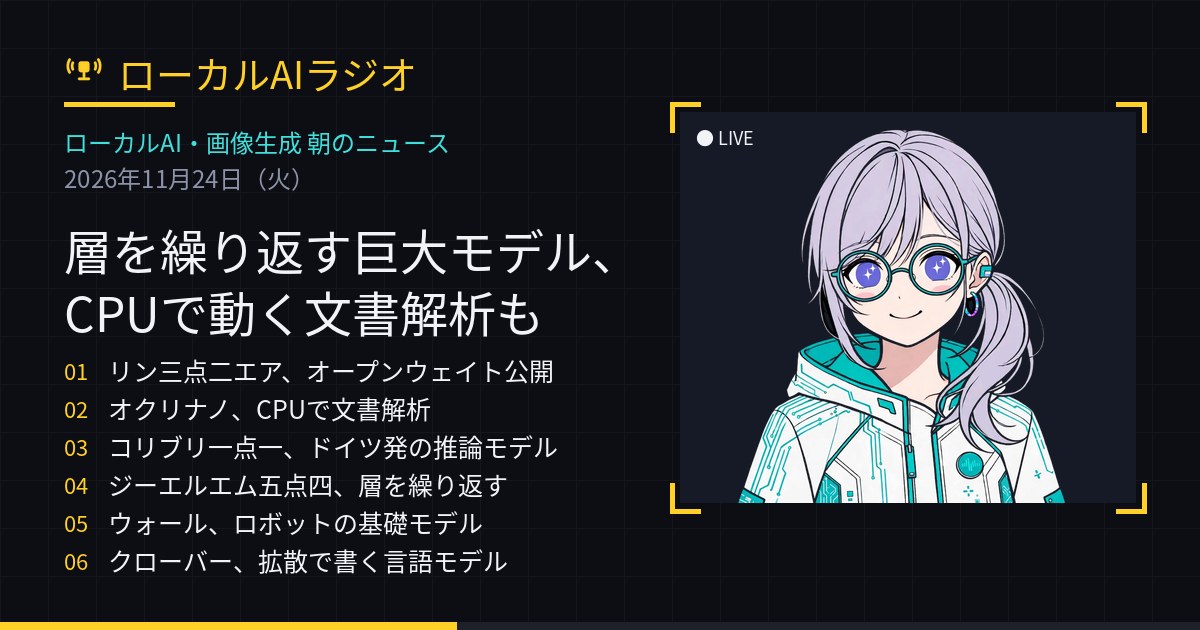 ローカルAIラジオ
ローカルAI・画像生成 朝のニュース
2026年11月24日（火）
層を繰り返す巨大モデル、
CPUで動く文書解析も
01 リン三点二エア、オープンウェイト公開
02 オクリナノ、CPUで文書解析
03 コリブリ一点一、ドイツ発の推論モデル
04 ジーエルエム五点四、層を繰り返す
05 ウォール、ロボットの基礎モデル
06 クローバー、拡散で書く言語モデル
LIVE